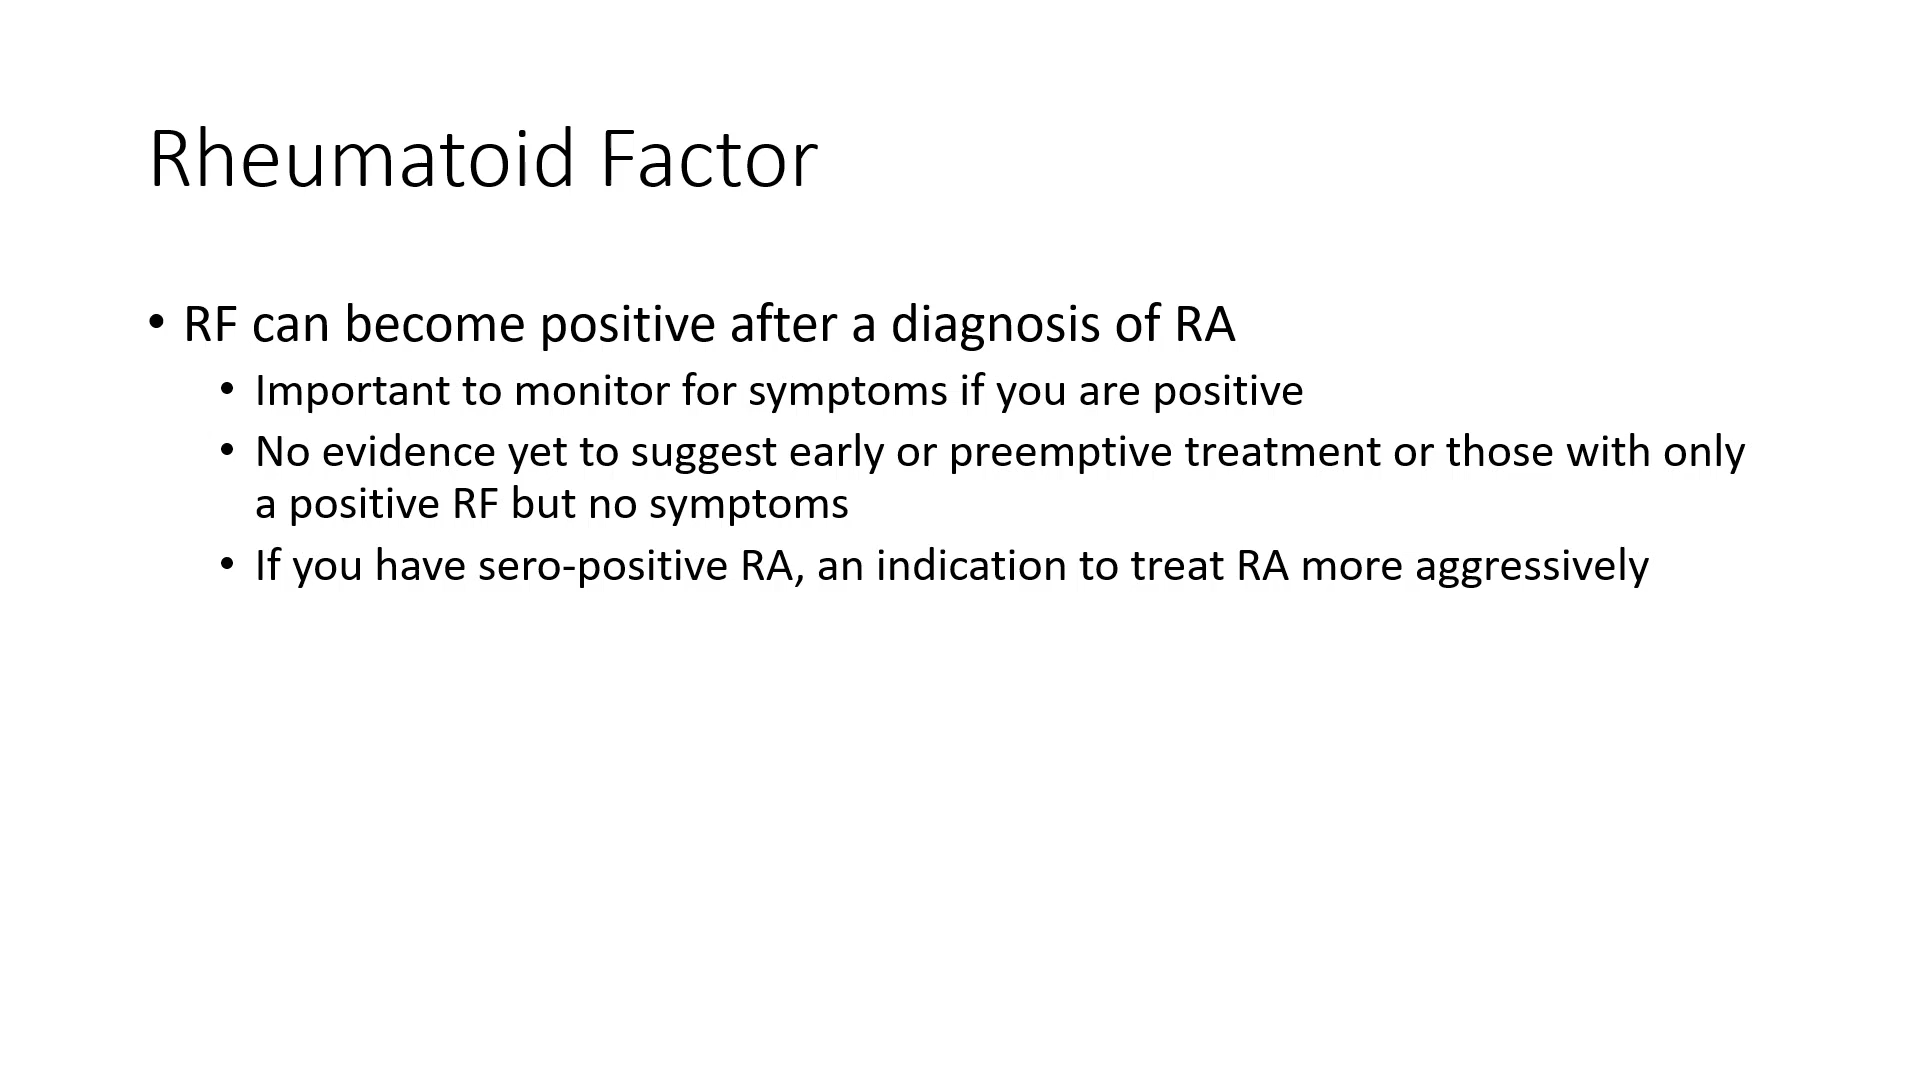 Rheumatoid Factor
• RF can become positive after a diagnosis of RA
• Important to monitor for symptoms if you are positive
• No evidence yet to suggest early or preemptive treatment or those with only
a positive RF but no symptoms
• If you have sero-positive RA, an indication to treat RA more aggressively